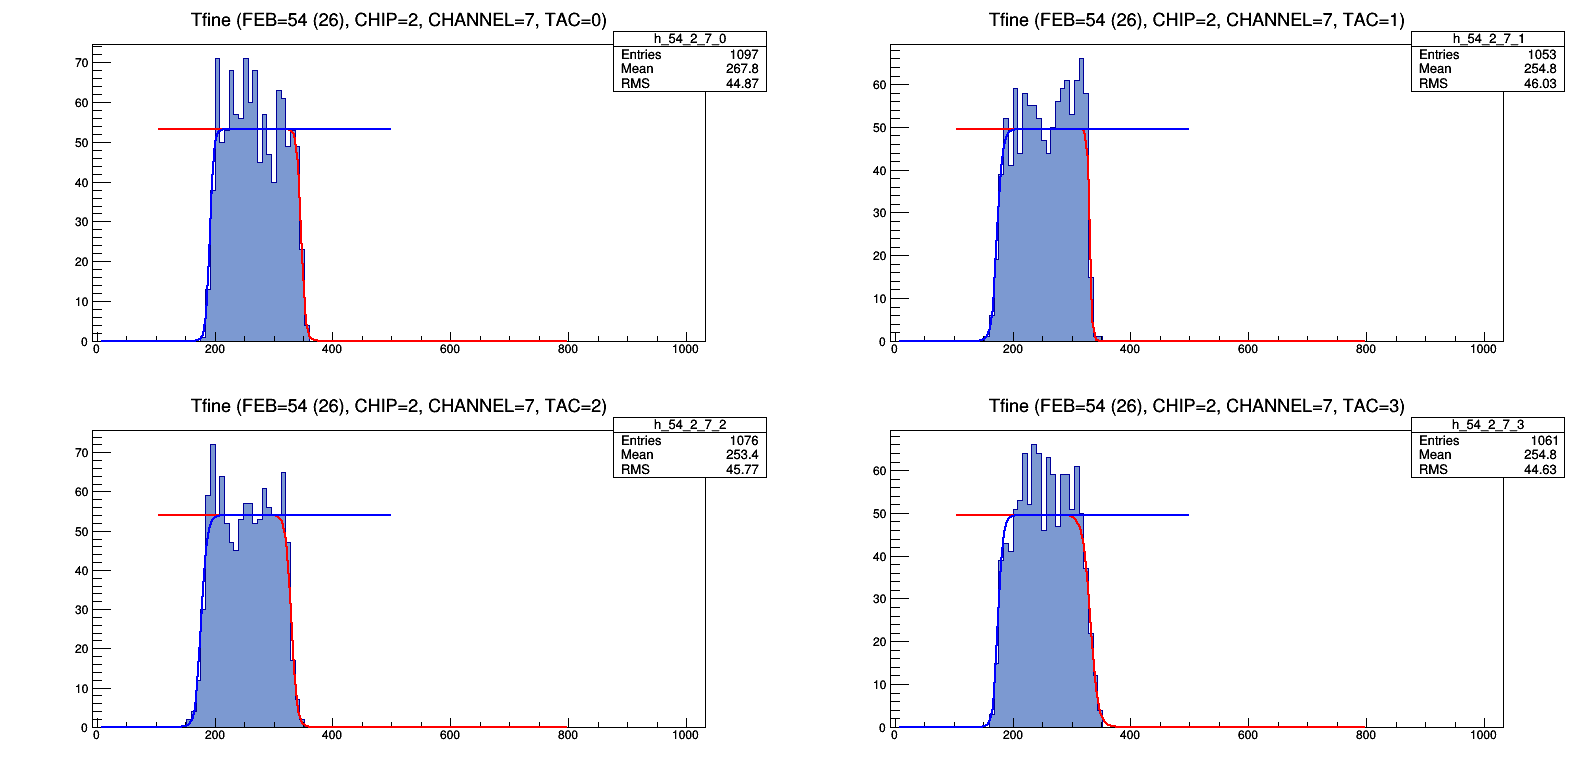 Tfine (FEB=54 (26), CHIP=2, CHANNEL=7, TAC=0)
h_54_2_7_0
Entries 1097
Mean 267.8
RMS 44.87
70
60
50
40
30
20
10
0
0 200 400 600 800 1000
Tfine (FEB=54 (26), CHIP=2, CHANNEL=7, TAC=1)
h_54_2_7_1
Entries 1053
Mean 254.8
RMS 46.03
60
50
40
30
20
10
0
0 200 400 600 800 1000
Tfine (FEB=54 (26), CHIP=2, CHANNEL=7, TAC=2)
h_54_2_7_2
Entries 1076
Mean 253.4
RMS 45.77
70
60
50
40
30
20
10
0
0 200 400 600 800 1000
Tfine (FEB=54 (26), CHIP=2, CHANNEL=7, TAC=3)
h_54_2_7_3
Entries 1061
Mean 254.8
RMS 44.63
60
50
40
30
20
10
0
0 200 400 600 800 1000